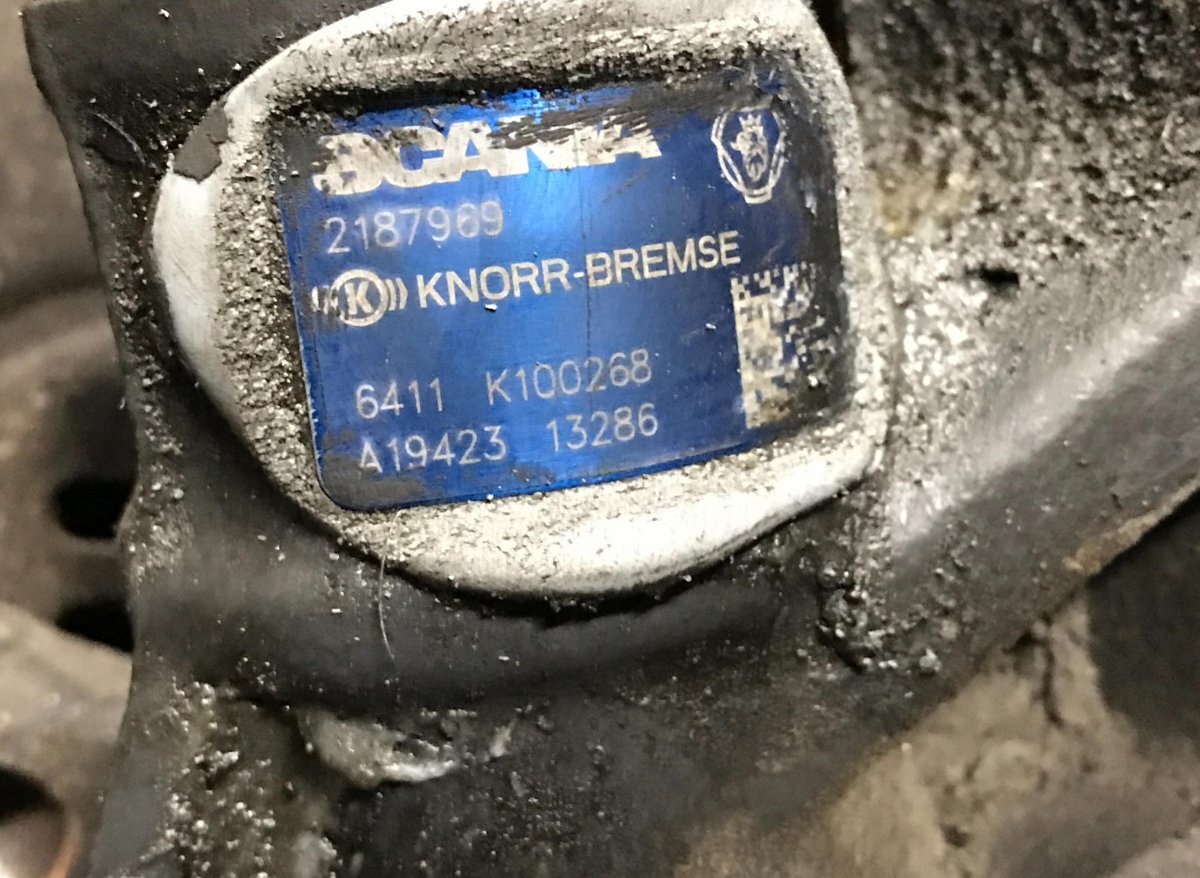 SCANIA
2187969
K KNORR-BREMSE
6411 K100268
A19423 13286